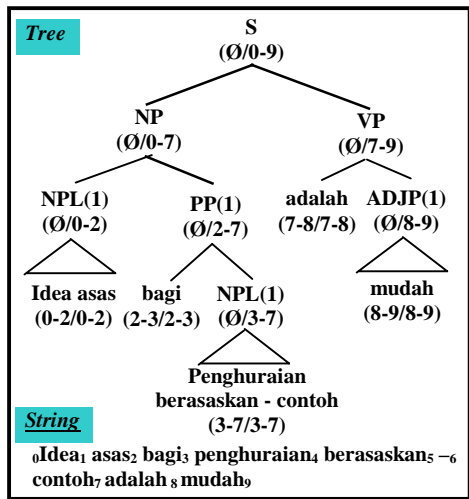 Tree
S
(Ø/0-9)
NP VP
(Ø/0-7) (Ø/7-9)
NPL(1) PP(1) adalah ADJP(1)
(Ø/0-2) (Ø/2-7) (7-8/7-8) (Ø/8-9)
Idea asas bagi NPL(1) mudah
(0-2/0-2) (2-3/2-3) (Ø/3-7) (8-9/8-9)
Penghuraian
berasaskan - contoh
(3-7/3-7)
String
₀Idea₁ asas₂ bagi₃ penghuraian₄ berasaskan₅ –₆
contoh₇ adalah ₈ mudah₉